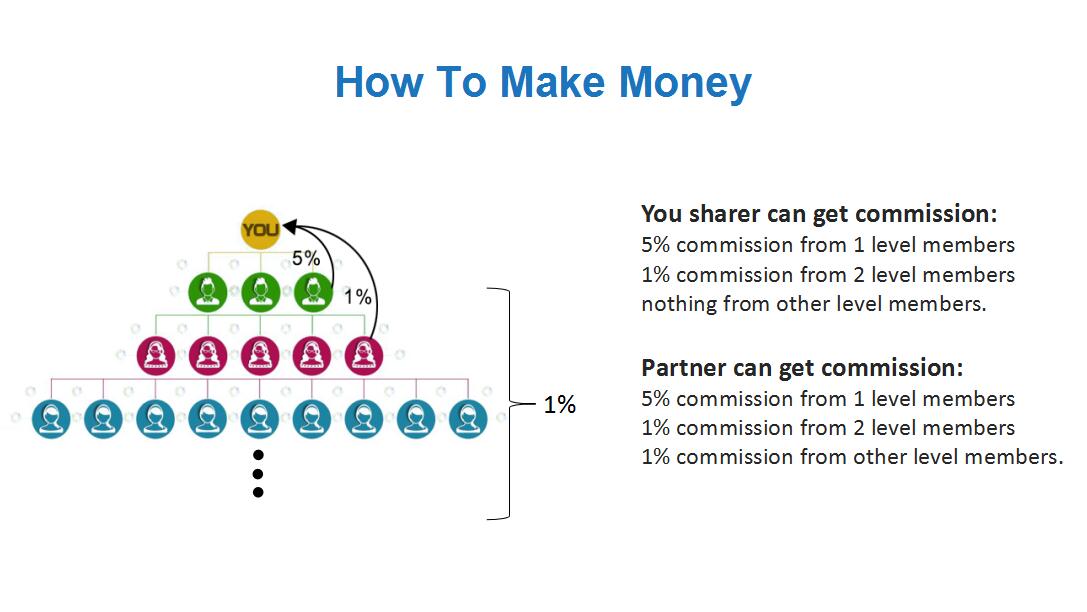 How To Make Money
YOU
5%
1%
1%
You sharer can get commission:
5% commission from 1 level members
1% commission from 2 level members
nothing from other level members.
Partner can get commission:
5% commission from 1 level members
1% commission from 2 level members
1% commission from other level members.